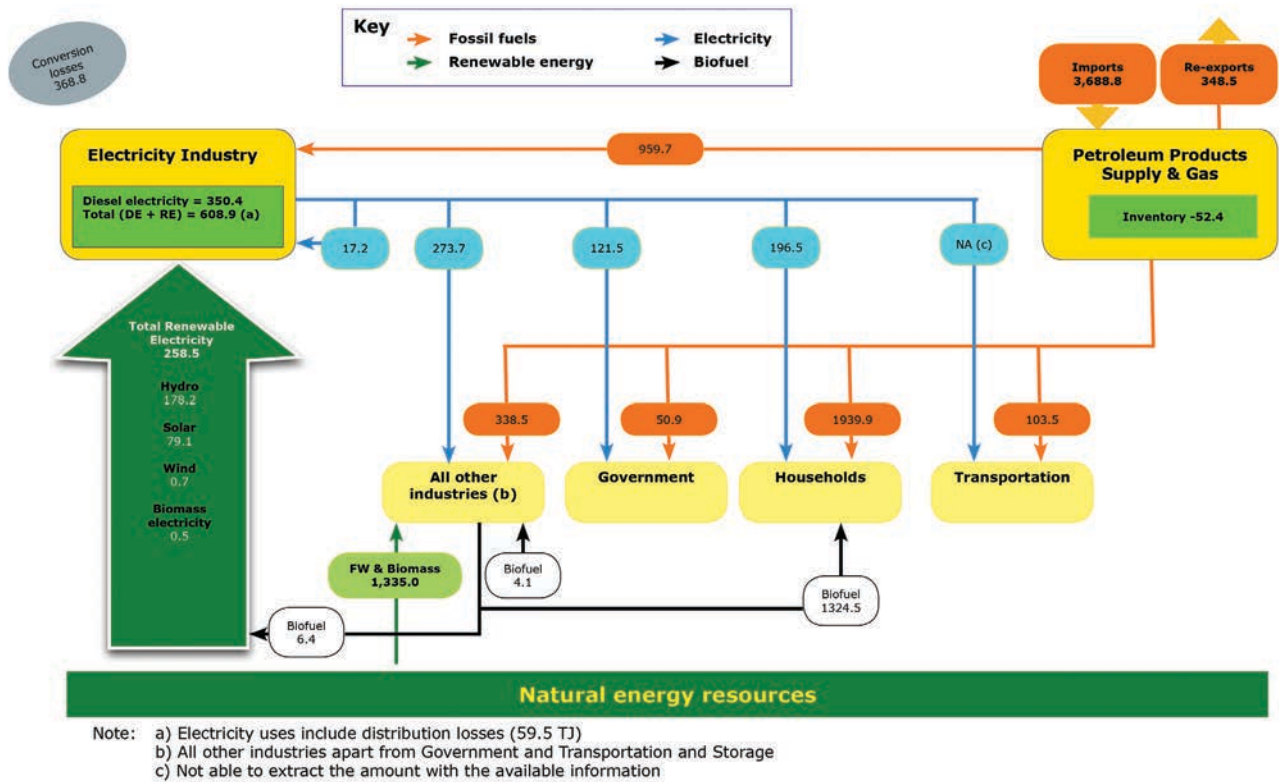 Key
Fossil fuels
Electricity
Renewable energy
Biofuel
Conversion
losses
368.8
Imports
3,688.8
Re-exports
348.5
Electricity Industry
Diesel electricity = 350.4
Total (DE + RE) = 608.9 (a)
959.7
Petroleum Products
Supply & Gas
Inventory -52.4
17.2
273.7
121.5
196.5
NA (c)
Total Renewable
Electricity
258.5
Hydro
178.2
Solar
79.1
Wind
0.7
Biomass
electricity
0.5
338.5
50.9
1939.9
103.5
All other
industries (b)
Government
Households
Transportation
FW & Biomass
1,335.0
Biofuel
4.1
Biofuel
1324.5
Biofuel
6.4
Natural energy resources
Note: a) Electricity uses include distribution losses (59.5 TJ)
b) All other industries apart from Government and Transportation and Storage
c) Not able to extract the amount with the available information